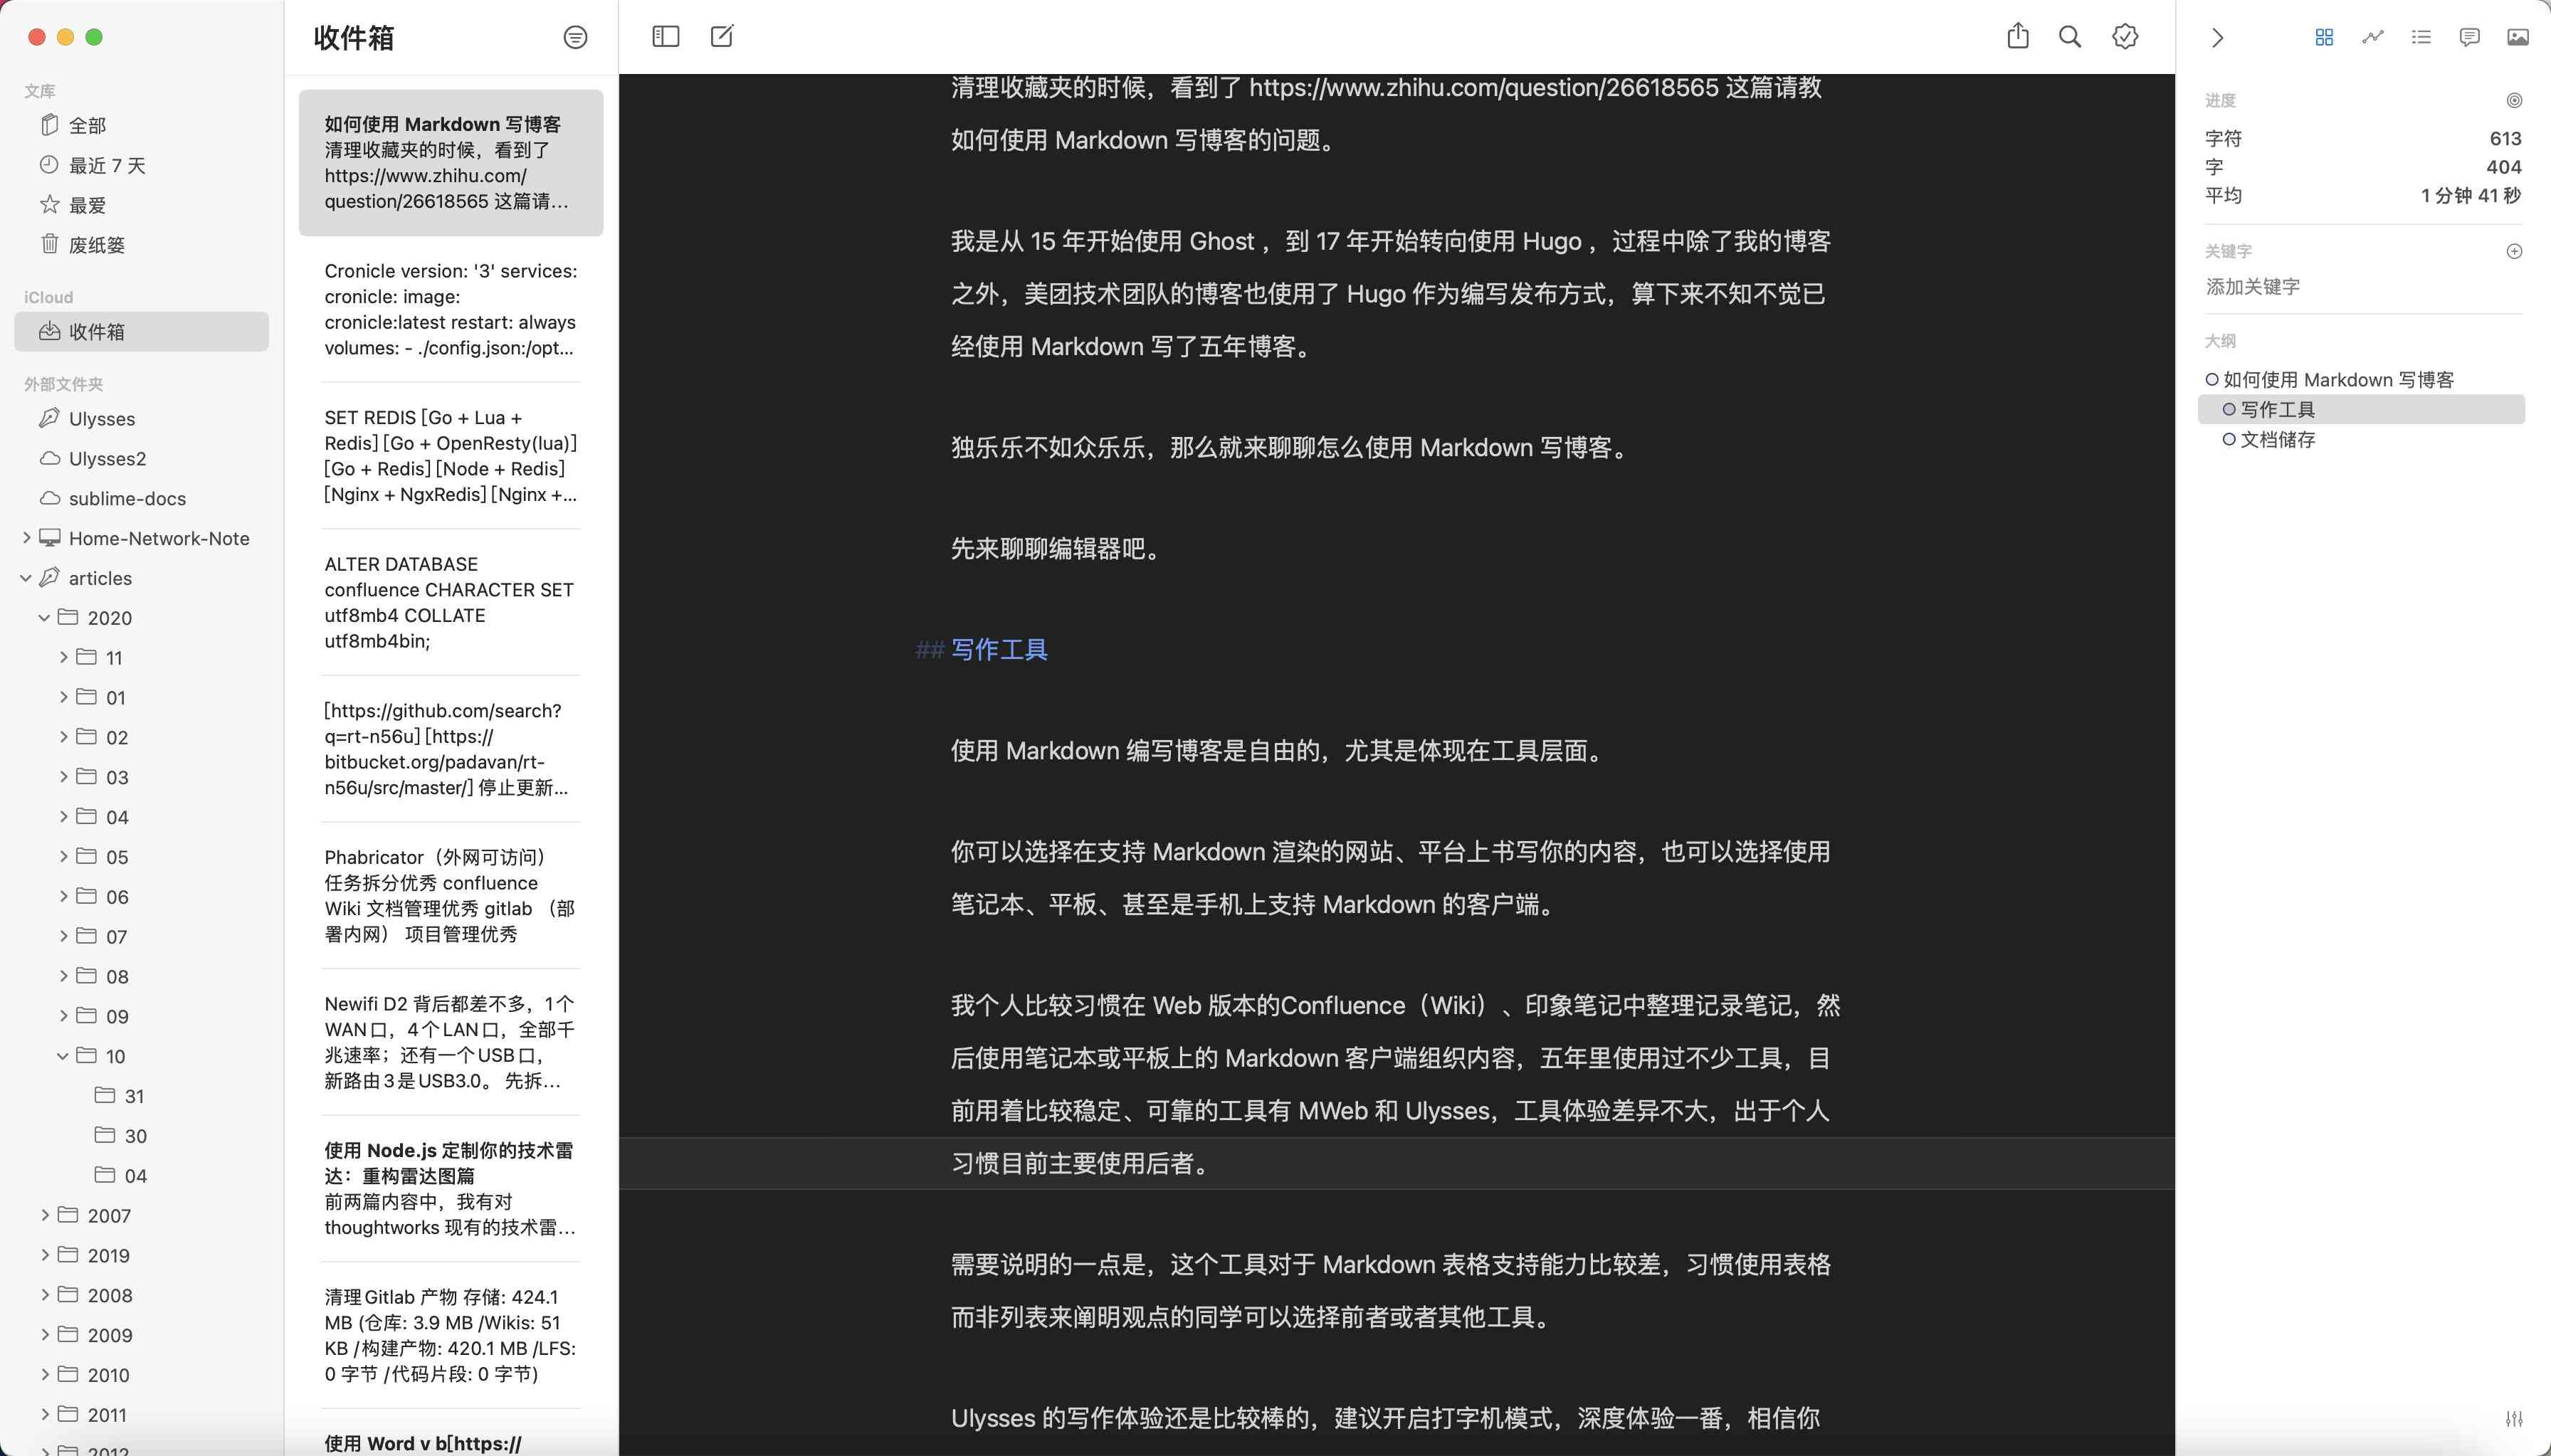 文库
全部
最近 7 天
最爱
废纸篓
iCloud
收件箱
外部文件夹
Ulysses
Ulysses2
sublime-docs
Home-Network-Note
articles
2020
11
01
02
03
04
05
06
07
08
09
10
31
30
04
2007
2019
2008
2009
2010
2011
2012
收件箱
如何使用 Markdown 写博客
清理收藏夹的时候，看到了
https://www.zhihu.com/
question/26618565 这篇请…
Cronicle version: '3' services:
cronicle: image:
cronicle:latest restart: always
volumes: - ./config.json:/opt...
SET REDIS [Go + Lua +
Redis] [Go + OpenResty(lua)]
[Go + Redis] [Node + Redis]
[Nginx + NgxRedis] [Nginx +...
ALTER DATABASE
confluence CHARACTER SET
utf8mb4 COLLATE
utf8mb4bin;
[https://github.com/search?
q=rt-n56u] [https://
bitbucket.org/padavan/rt-
n56u/src/master/] 停止更新…
Phabricator（外网可访问）
任务拆分优秀 confluence
Wiki 文档管理优秀 gitlab （部
署内网） 项目管理优秀
Newifi D2 背后都差不多，1个
WAN口，4个LAN口，全部千
兆速率；还有一个USB口，
新路由3是USB3.0。 先拆…
使用 Node.js 定制你的技术雷
达：重构雷达图篇
前两篇内容中，我有对
thoughtworks 现有的技术雷…
清理Gitlab 产物 存储: 424.1
MB (仓库: 3.9 MB /Wikis: 51
KB /构建产物: 420.1 MB /LFS:
0 字节 /代码片段: 0 字节)
使用 Word v b[https://
清理收藏夹的时候，看到了 https://www.zhihu.com/question/26618565 这篇请教
如何使用 Markdown 写博客的问题。
我是从 15 年开始使用 Ghost ，到 17 年开始转向使用 Hugo ，过程中除了我的博客
之外，美团技术团队的博客也使用了 Hugo 作为编写发布方式，算下来不知不觉已
经使用 Markdown 写了五年博客。
独乐乐不如众乐乐，那么就来聊聊怎么使用 Markdown 写博客。
先来聊聊编辑器吧。
## 写作工具
使用 Markdown 编写博客是自由的，尤其是体现在工具层面。
你可以选择在支持 Markdown 渲染的网站、平台上书写你的内容，也可以选择使用
笔记本、平板、甚至是手机上支持 Markdown 的客户端。
我个人比较习惯在 Web 版本的Confluence（Wiki）、印象笔记中整理记录笔记，然
后使用笔记本或平板上的 Markdown 客户端组织内容，五年里使用过不少工具，目
前用着比较稳定、可靠的工具有 MWeb 和 Ulysses，工具体验差异不大，出于个人
习惯目前主要使用后者。
需要说明的一点是，这个工具对于 Markdown 表格支持能力比较差，习惯使用表格
而非列表来阐明观点的同学可以选择前者或者其他工具。
Ulysses 的写作体验还是比较棒的，建议开启打字机模式，深度体验一番，相信你
进度
字符 613
字 404
平均 1 分钟 41 秒
关键字
添加关键字
大纲
如何使用 Markdown 写博客
写作工具
文档储存